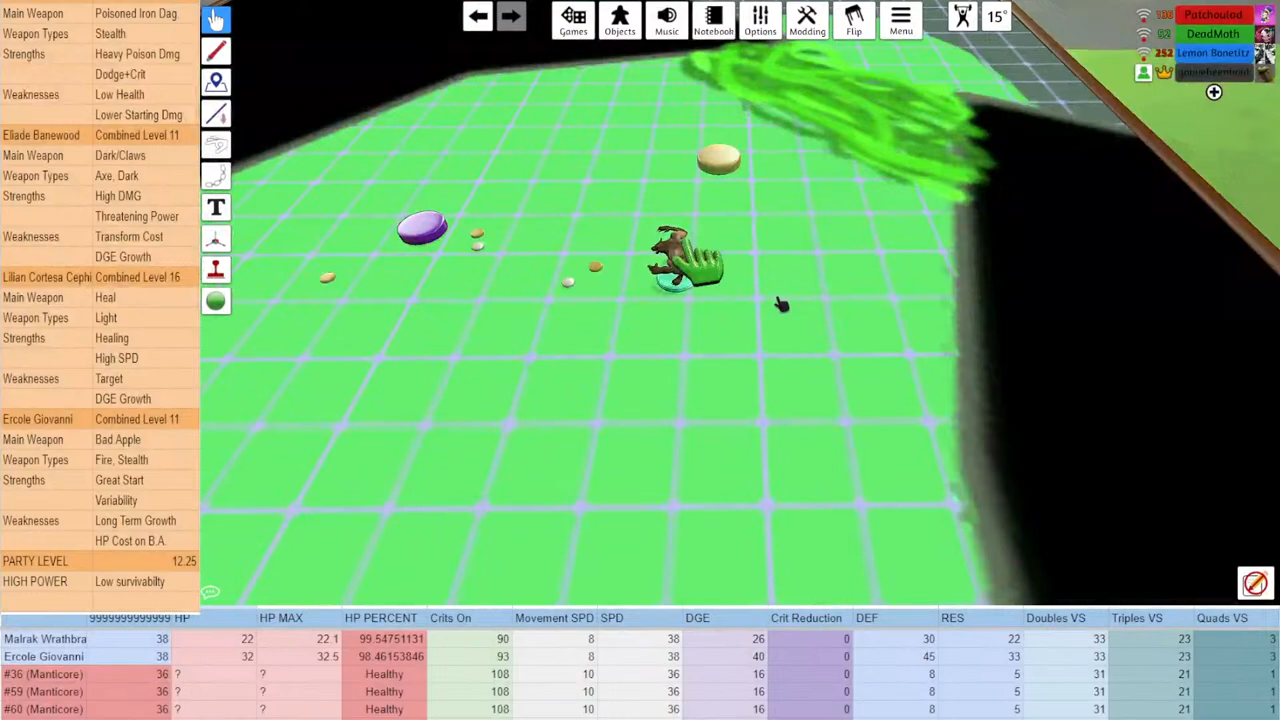 Main Weapon Poisoned Iron Dag
Weapon Types Stealth
Strengths Heavy Poison Dmg
Dodge+Crit
Weaknesses Low Health
Lower Starting Dmg
Eliade Banewood Combined Level 11
Main Weapon Dark/Claws
Weapon Types Axe, Dark
Strengths High DMG
Threatening Power
Weaknesses Transform Cost
DGE Growth
Lilian Cortesa Cephi Combined Level 16
Main Weapon Heal
Weapon Types Light
Strengths Healing
High SPD
Weaknesses Target
DGE Growth
Ercole Giovanni Combined Level 11
Main Weapon Bad Apple
Weapon Types Fire, Stealth
Strengths Great Start
Variability
Weaknesses Long Term Growth
HP Cost on B.A.
PARTY LEVEL 12.25
HIGH POWER Low survivabilty
T
Games Objects Music Notebook Options Modding Flip Menu 15°
196 Patchoulad
52 DeadMoth
252 Lemon Bonetitz
9999999999999 HP HP MAX HP PERCENT Crits On Movement SPD SPD DGE Crit Reduction DEF RES Doubles VS Triples VS Quads VS
Malrak Wrathbra 38 22 22.1 99.54751131 90 8 38 26 0 30 22 33 23 3
Ercole Giovanni 38 32 32.5 98.46153846 93 8 38 40 0 45 33 33 23 3
#36 (Manticore) 36 ? ? Healthy 108 10 36 16 0 8 5 31 21 1
#59 (Manticore) 36 ? ? Healthy 108 10 36 16 0 8 5 31 21 1
#60 (Manticore) 36 ? ? Healthy 108 10 36 16 0 8 5 31 21 1